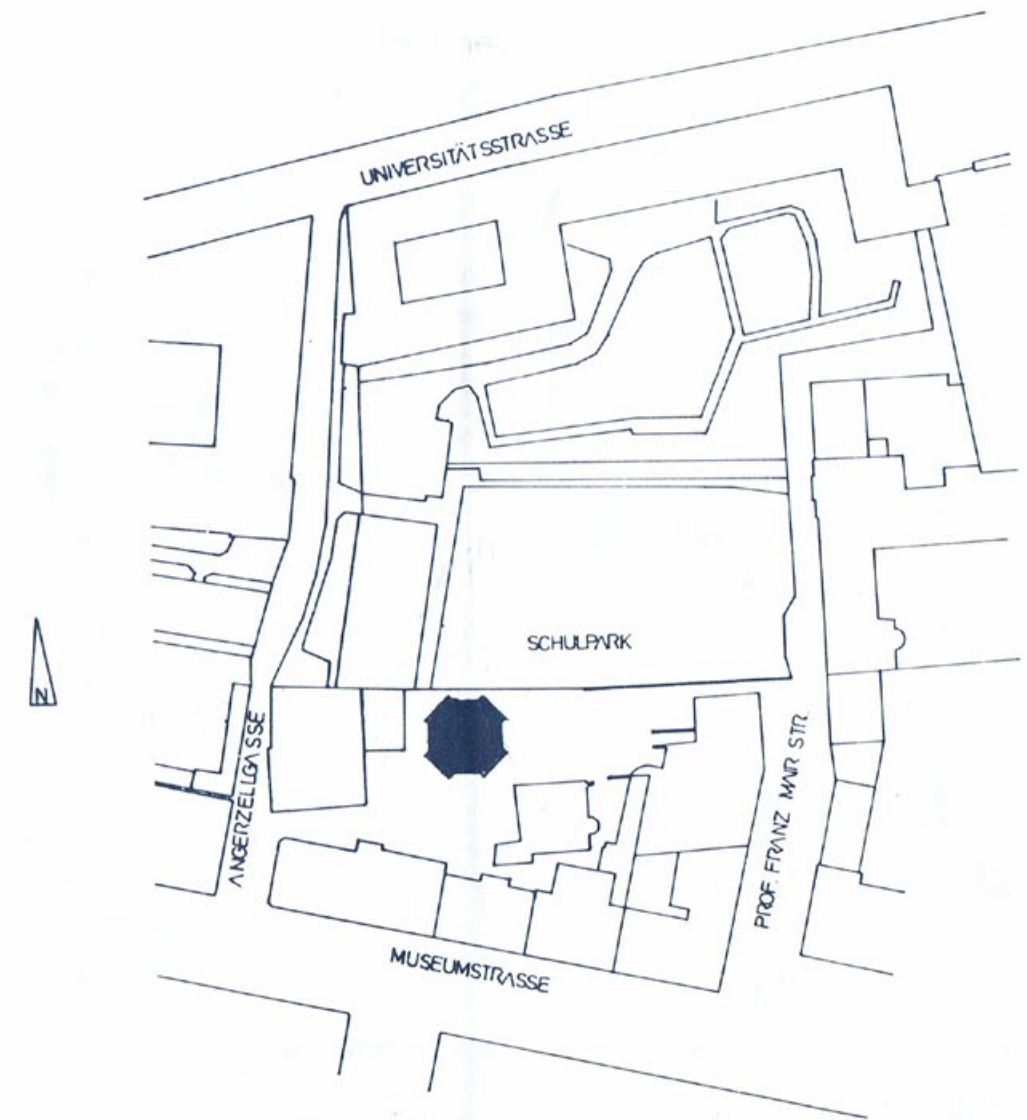 UNIVERSITÄTSSTRASSE
SCHULPARK
N
ANGERZELLGASSE
PROF. FRANZ MAIR STR.
MUSEUMSTRASSE